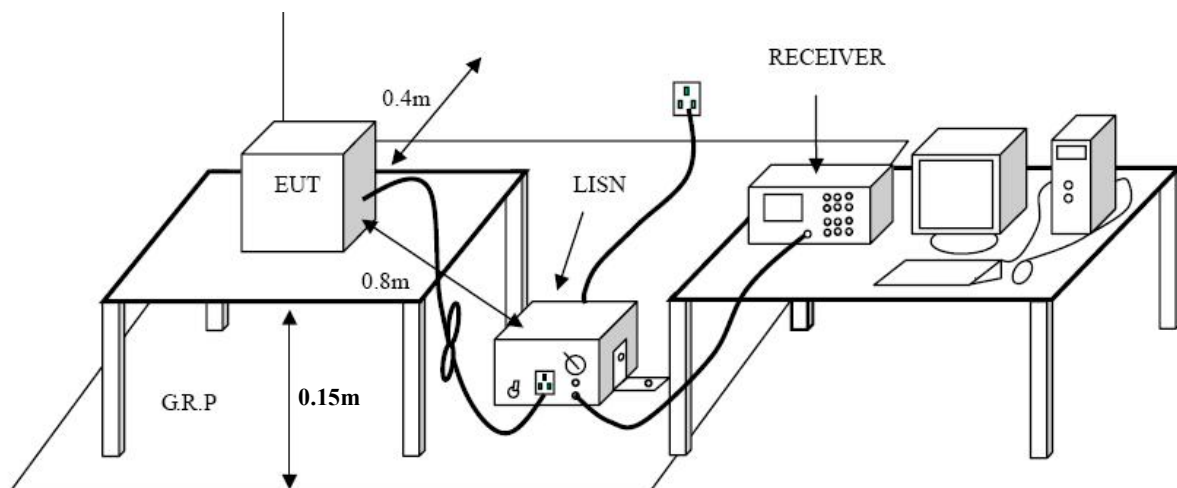 RECEIVER
0.4m
EUT
LISN
0.8m
G.R.P
0.15m